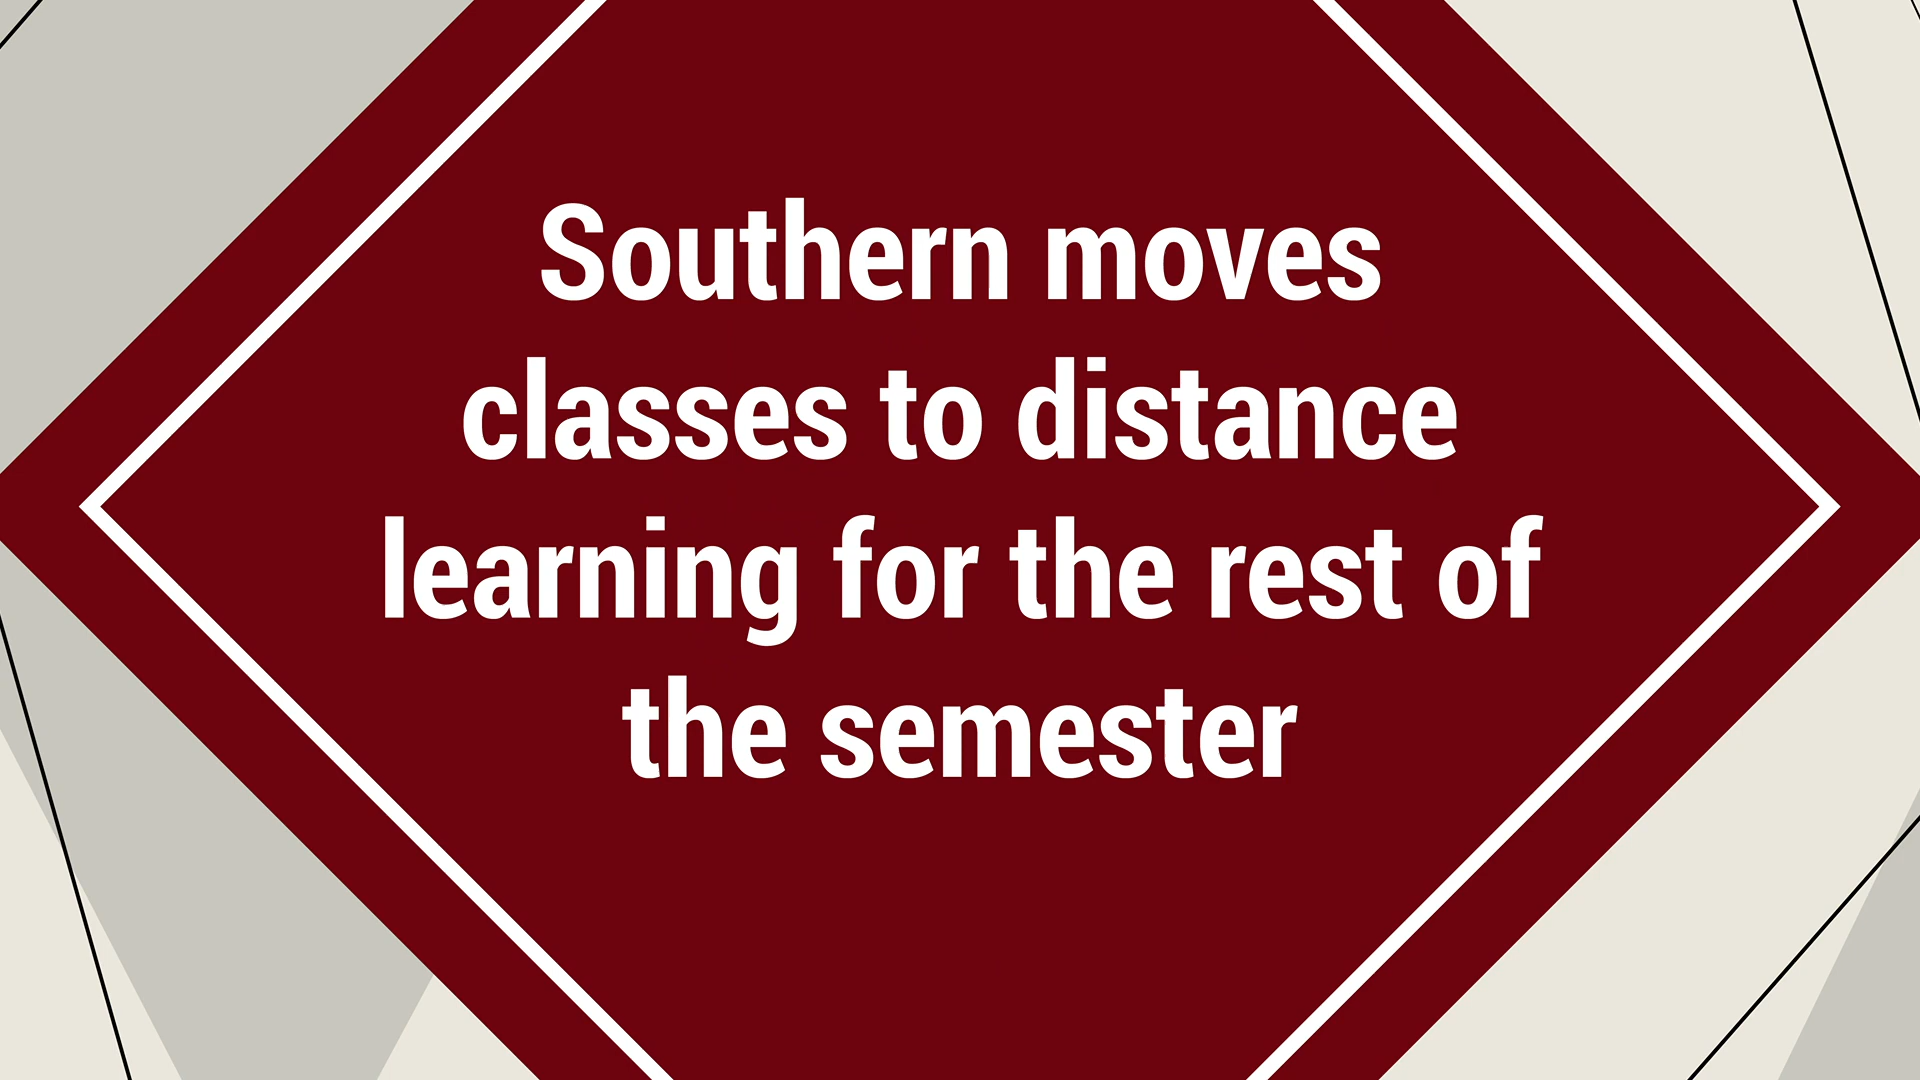 Southern moves
classes to distance
learning for the rest of
the semester